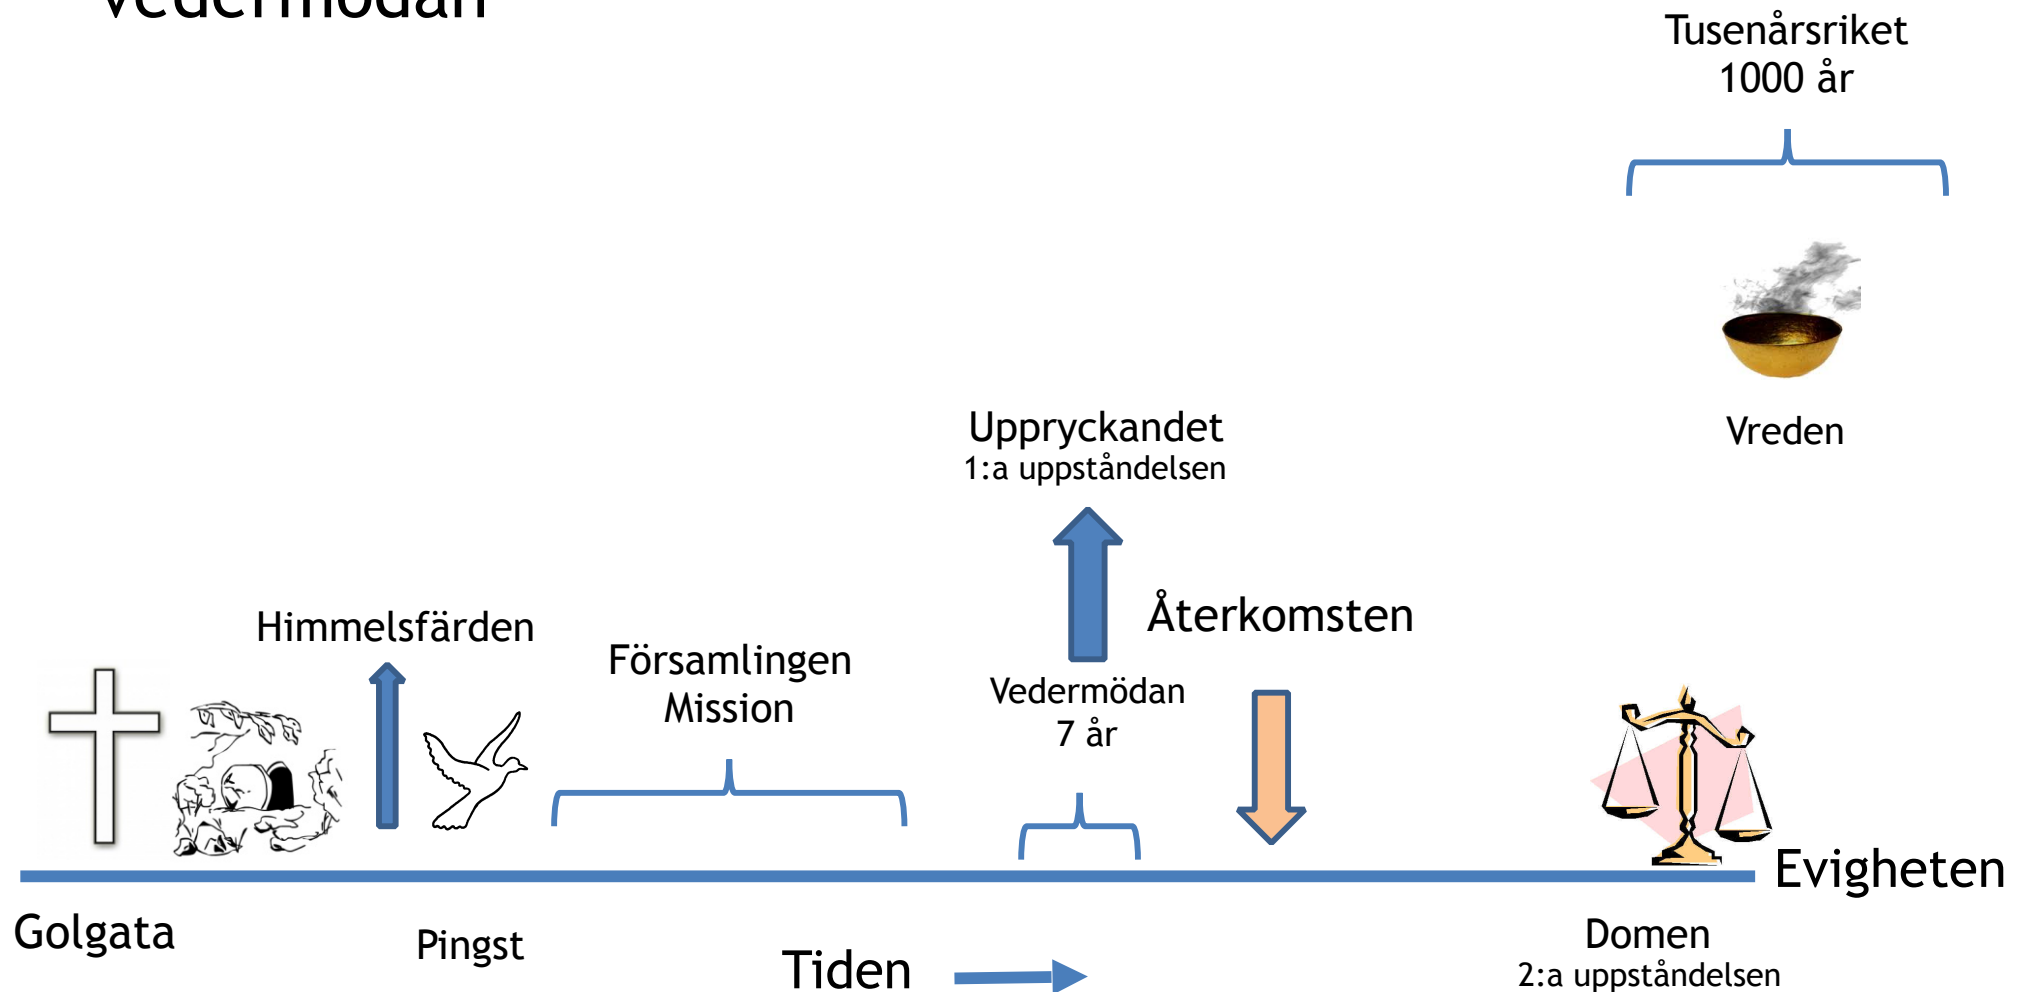 Vedermödan
Tusenårsriket
1000 år
Vreden
Uppryckandet
1:a uppståndelsen
Återkomsten
Himmelsfärden
Församlingen
Mission
Vedermödan
7 år
Evigheten
Golgata
Pingst
Tiden
Domen
2:a uppståndelsen